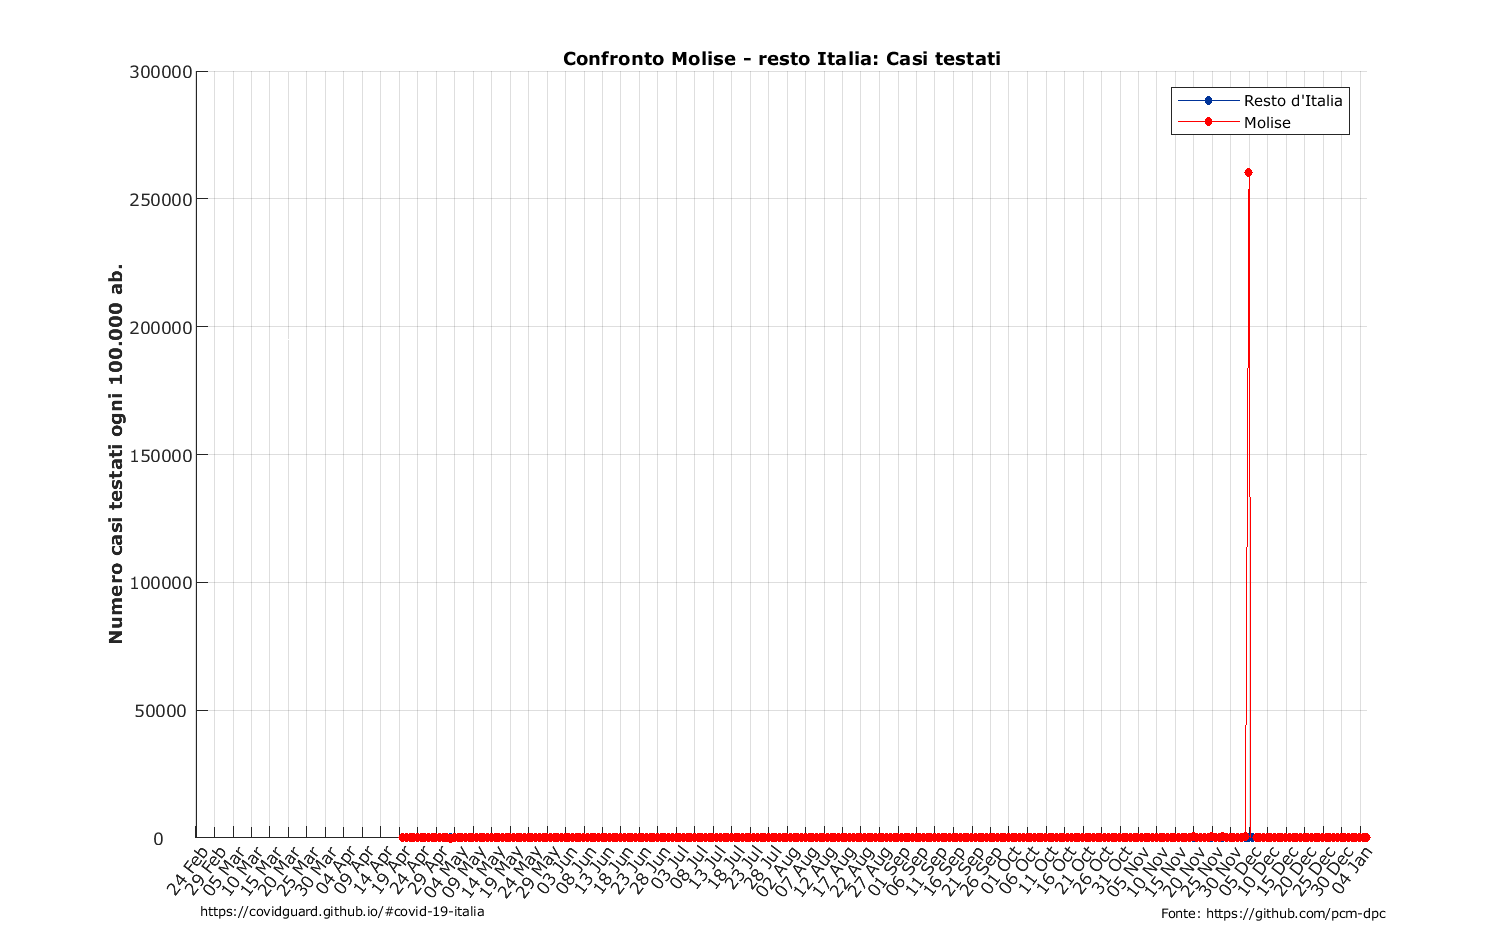 Confronto Molise - resto Italia: Casi testati
Resto d'Italia
Molise
Numero casi testati ogni 100.000 ab.
300000
250000
200000
150000
100000
50000
0
24 Feb
29 Feb
05 Mar
10 Mar
15 Mar
20 Mar
25 Mar
30 Mar
04 Apr
09 Apr
14 Apr
19 Apr
24 Apr
29 Apr
04 May
09 May
14 May
19 May
24 May
29 May
03 Jun
08 Jun
13 Jun
18 Jun
23 Jun
28 Jun
03 Jul
08 Jul
13 Jul
18 Jul
23 Jul
28 Jul
02 Aug
07 Aug
12 Aug
17 Aug
22 Aug
27 Aug
01 Sep
06 Sep
11 Sep
16 Sep
21 Sep
26 Sep
01 Oct
06 Oct
11 Oct
16 Oct
21 Oct
26 Oct
31 Oct
05 Nov
10 Nov
15 Nov
20 Nov
25 Nov
30 Nov
05 Dec
10 Dec
15 Dec
20 Dec
25 Dec
30 Dec
04 Jan
https://covidguard.github.io/#covid-19-italia
Fonte: https://github.com/pcm-dpc